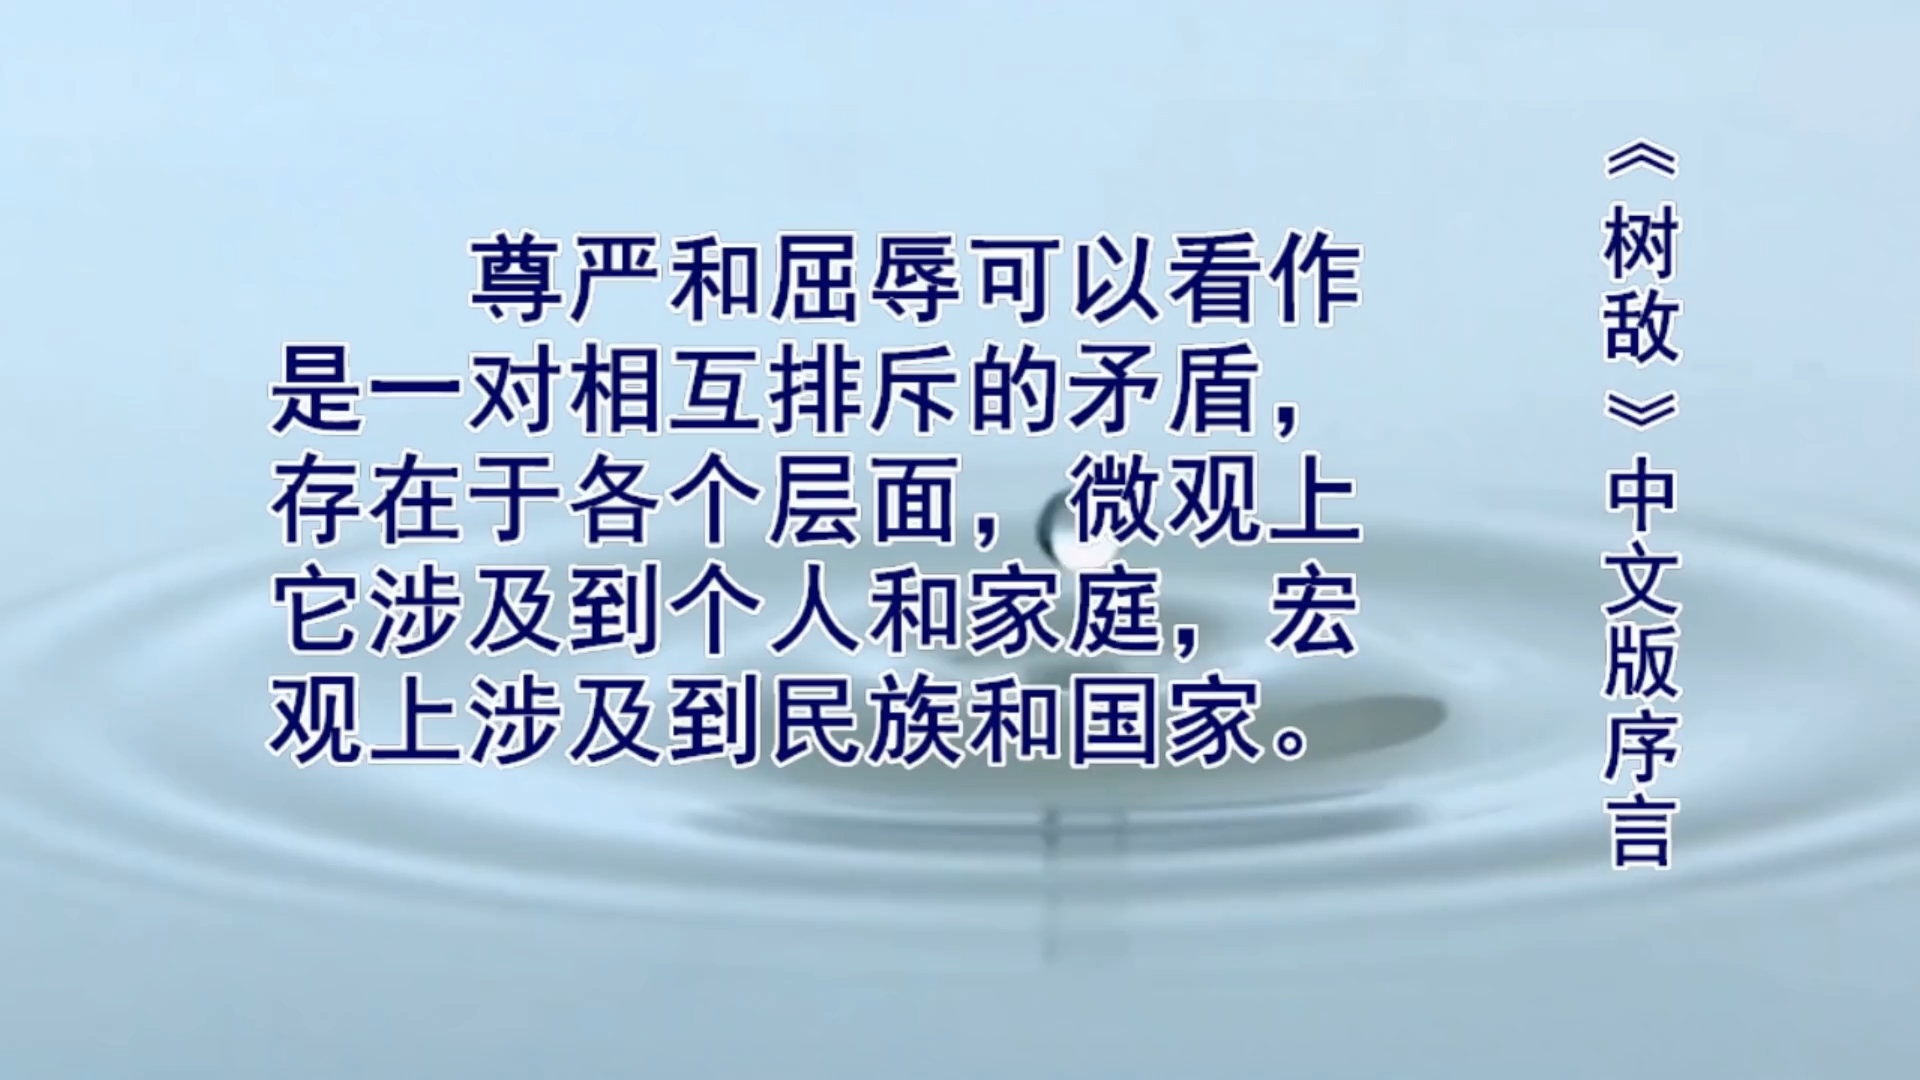 尊严和屈辱可以看作
是一对相互排斥的矛盾，
存在于各个层面，微观上
它涉及到个人和家庭，宏
观上涉及到民族和国家。
《树敌》中文版序言